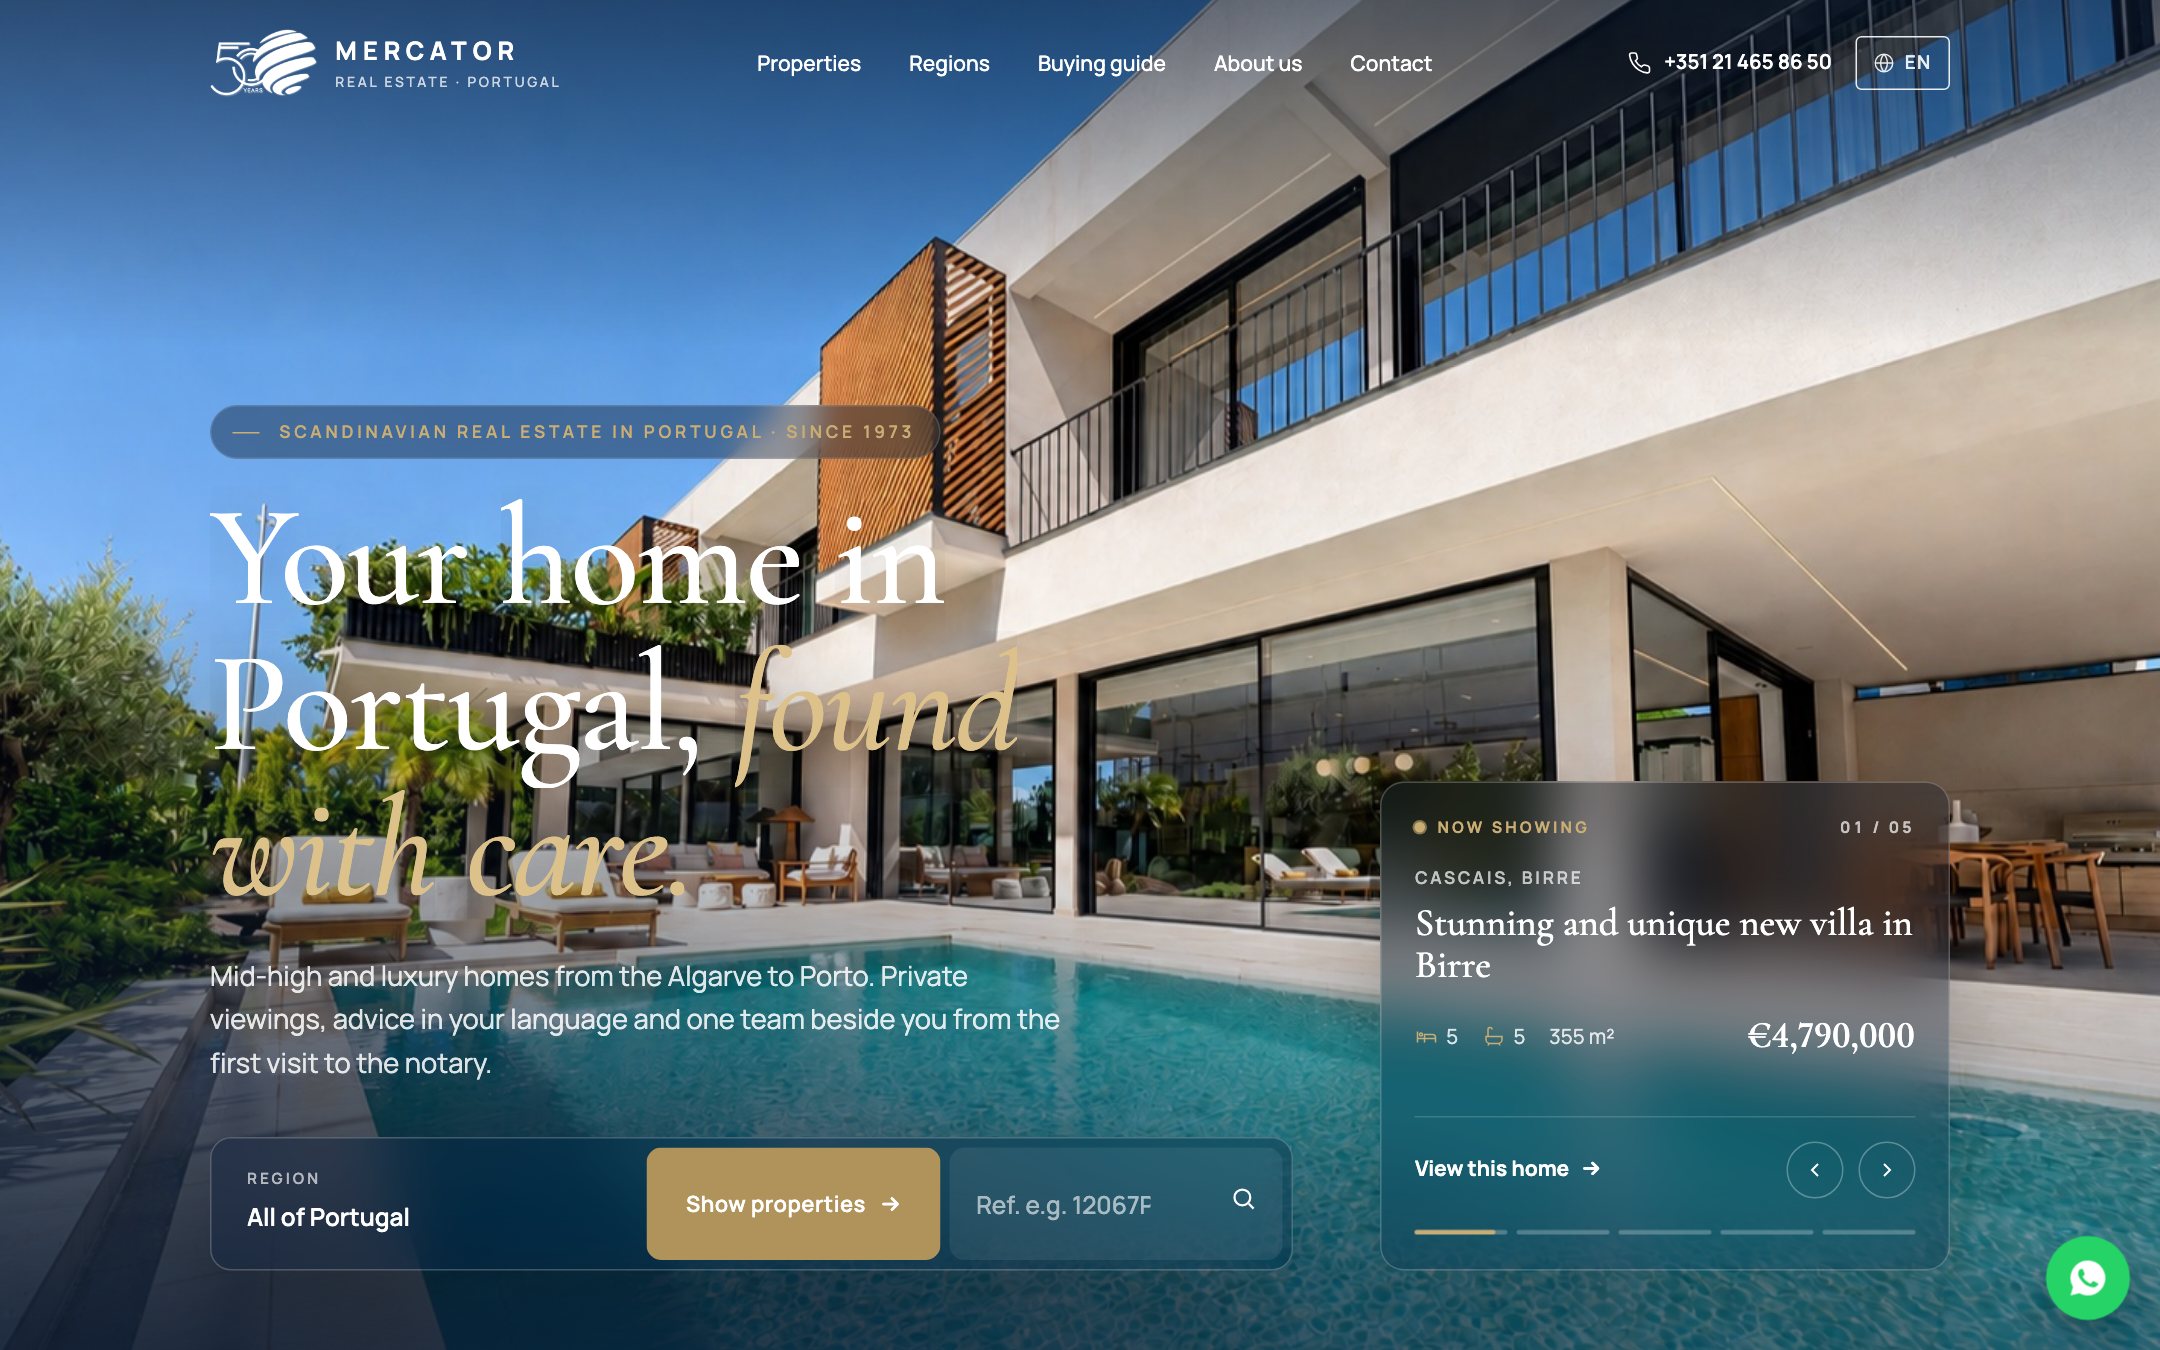 50 YEARS
MERCATOR
REAL ESTATE · PORTUGAL
Properties
Regions
Buying guide
About us
Contact
+351 21 465 86 50
EN
SCANDINAVIAN REAL ESTATE IN PORTUGAL · SINCE 1973
Your home in
Portugal, found
with care.
Mid-high and luxury homes from the Algarve to Porto. Private
viewings, advice in your language and one team beside you from the
first visit to the notary.
REGION
All of Portugal
Show properties →
Ref. e.g. 12067F
NOW SHOWING
01 / 05
CASCAIS, BIRRE
Stunning and unique new villa in
Birre
5 5 355 m²
€4,790,000
View this home →